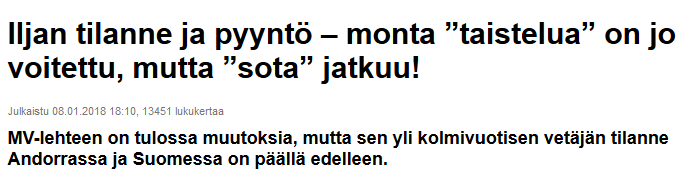 Iljan tilanne ja pyyntö – monta ”taistelua” on jo
voitettu, mutta ”sota” jatkuu!
Julkaistu 08.01.2018 18:10, 13451 lukukertaa
MV-lehteen on tulossa muutoksia, mutta sen yli kolmivuotisen vetäjän tilanne
Andorrassa ja Suomessa on päällä edelleen.